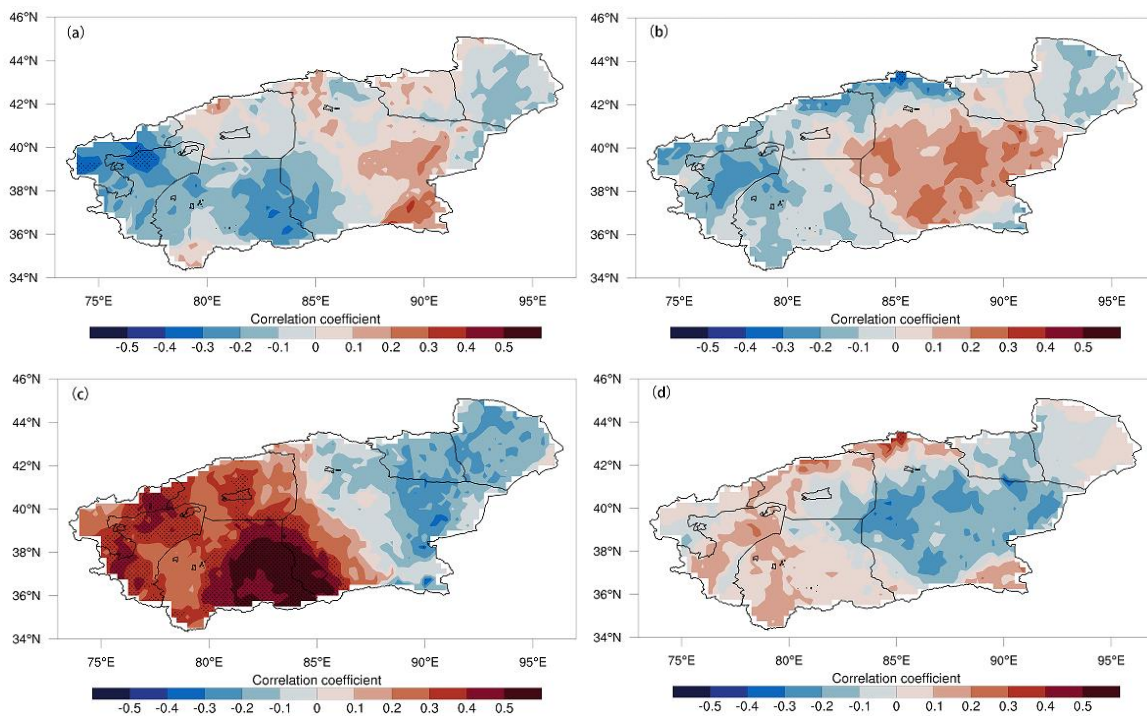 46°N
(a)
44°N
42°N
40°N
38°N
36°N
34°N
75°E 80°E 85°E 90°E 95°E
Correlation coefficient
-0.5 -0.4 -0.3 -0.2 -0.1 0 0.1 0.2 0.3 0.4 0.5
46°N
(b)
44°N
42°N
40°N
38°N
36°N
34°N
75°E 80°E 85°E 90°E 95°E
Correlation coefficient
-0.5 -0.4 -0.3 -0.2 -0.1 0 0.1 0.2 0.3 0.4 0.5
46°N
(c)
44°N
42°N
40°N
38°N
36°N
34°N
75°E 80°E 85°E 90°E 95°E
Correlation coefficient
-0.5 -0.4 -0.3 -0.2 -0.1 0 0.1 0.2 0.3 0.4 0.5
46°N
(d)
44°N
42°N
40°N
38°N
36°N
34°N
75°E 80°E 85°E 90°E 95°E
Correlation coefficient
-0.5 -0.4 -0.3 -0.2 -0.1 0 0.1 0.2 0.3 0.4 0.5